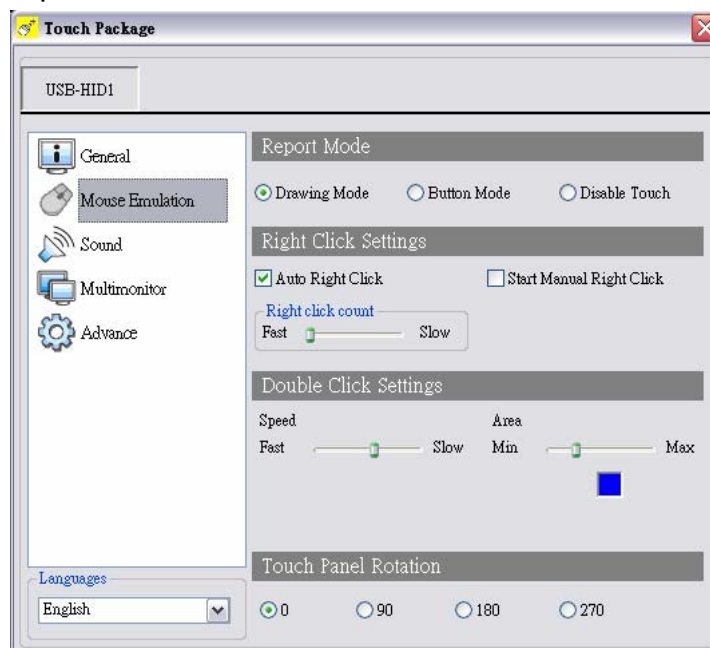 Touch Package
USB-HID1
General
Mouse Emulation
Sound
Multimonitor
Advance
Languages
English
Report Mode
Drawing Mode Button Mode Disable Touch
Right Click Settings
Auto Right Click Start Manual Right Click
Right click count
Fast Slow
Double Click Settings
Speed Area
Fast Slow Min Max
Touch Panel Rotation
0 90 180 270